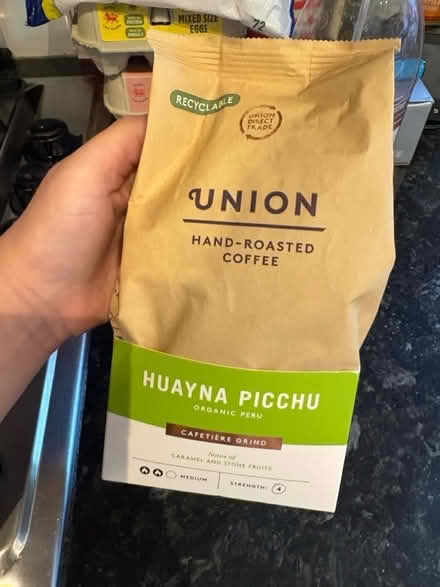 MIXED SIZE
EGGS
72
RECYCLABLE
UNION
DIRECT
TRADE
UNION
HAND-ROASTED
COFFEE
HUAYNA PICCHU
ORGANIC PERU
CAFETIÈRE GRIND
Notes of
CARAMEL AND STONE FRUITS
MEDIUM
STRENGTH: 4